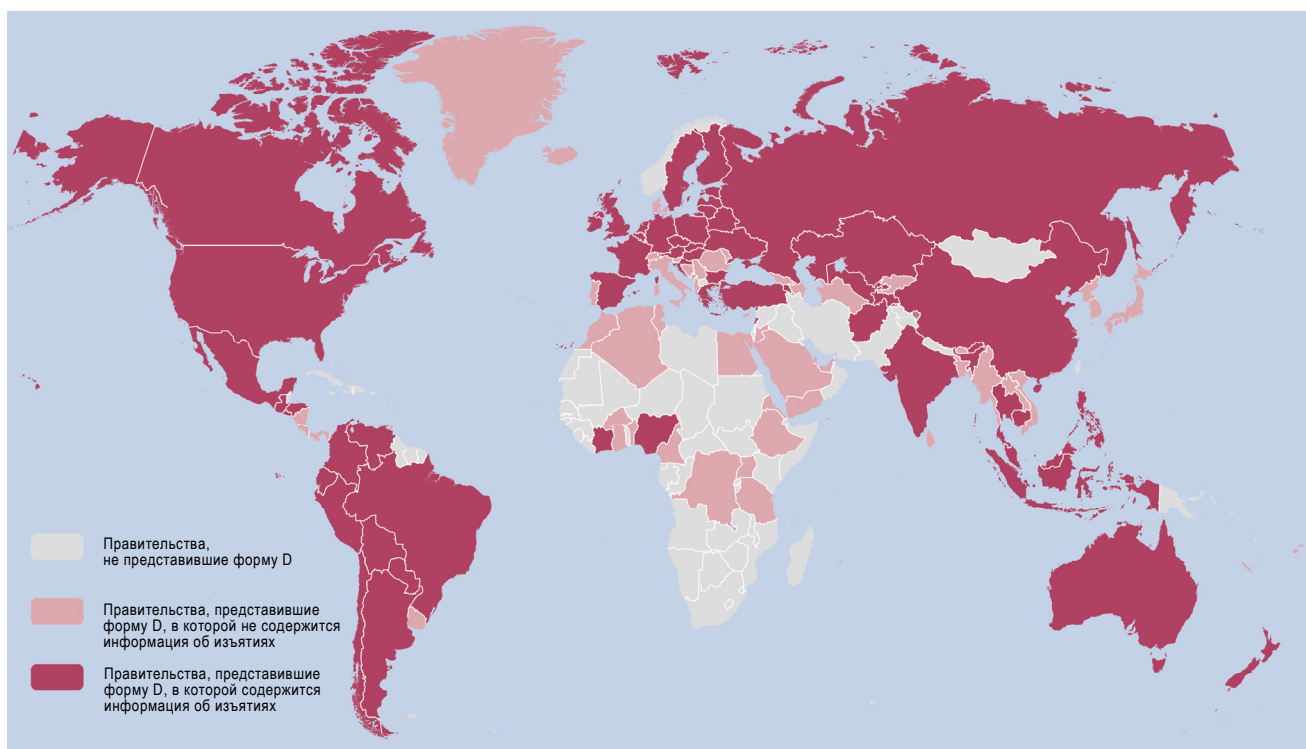 Правительства,
не представившие форму D
Правительства, представившие
форму D, в которой не содержится
информация об изъятиях
Правительства, представившие
форму D, в которой содержится
информация об изъятиях